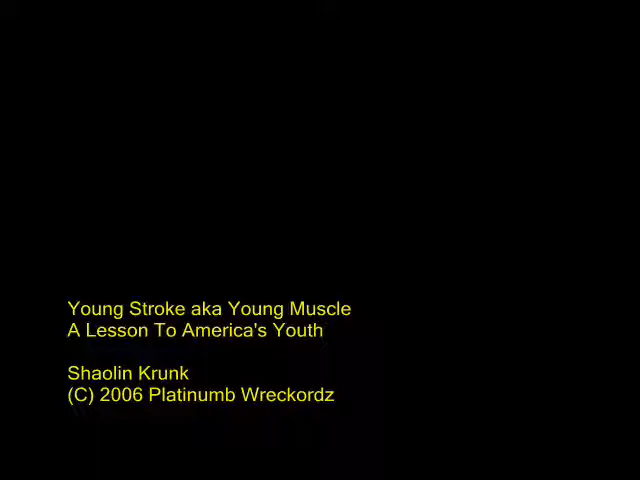 Young Stroke aka Young Muscle
A Lesson To America's Youth
Shaolin Krunk
(C) 2006 Platinumb Wreckordz